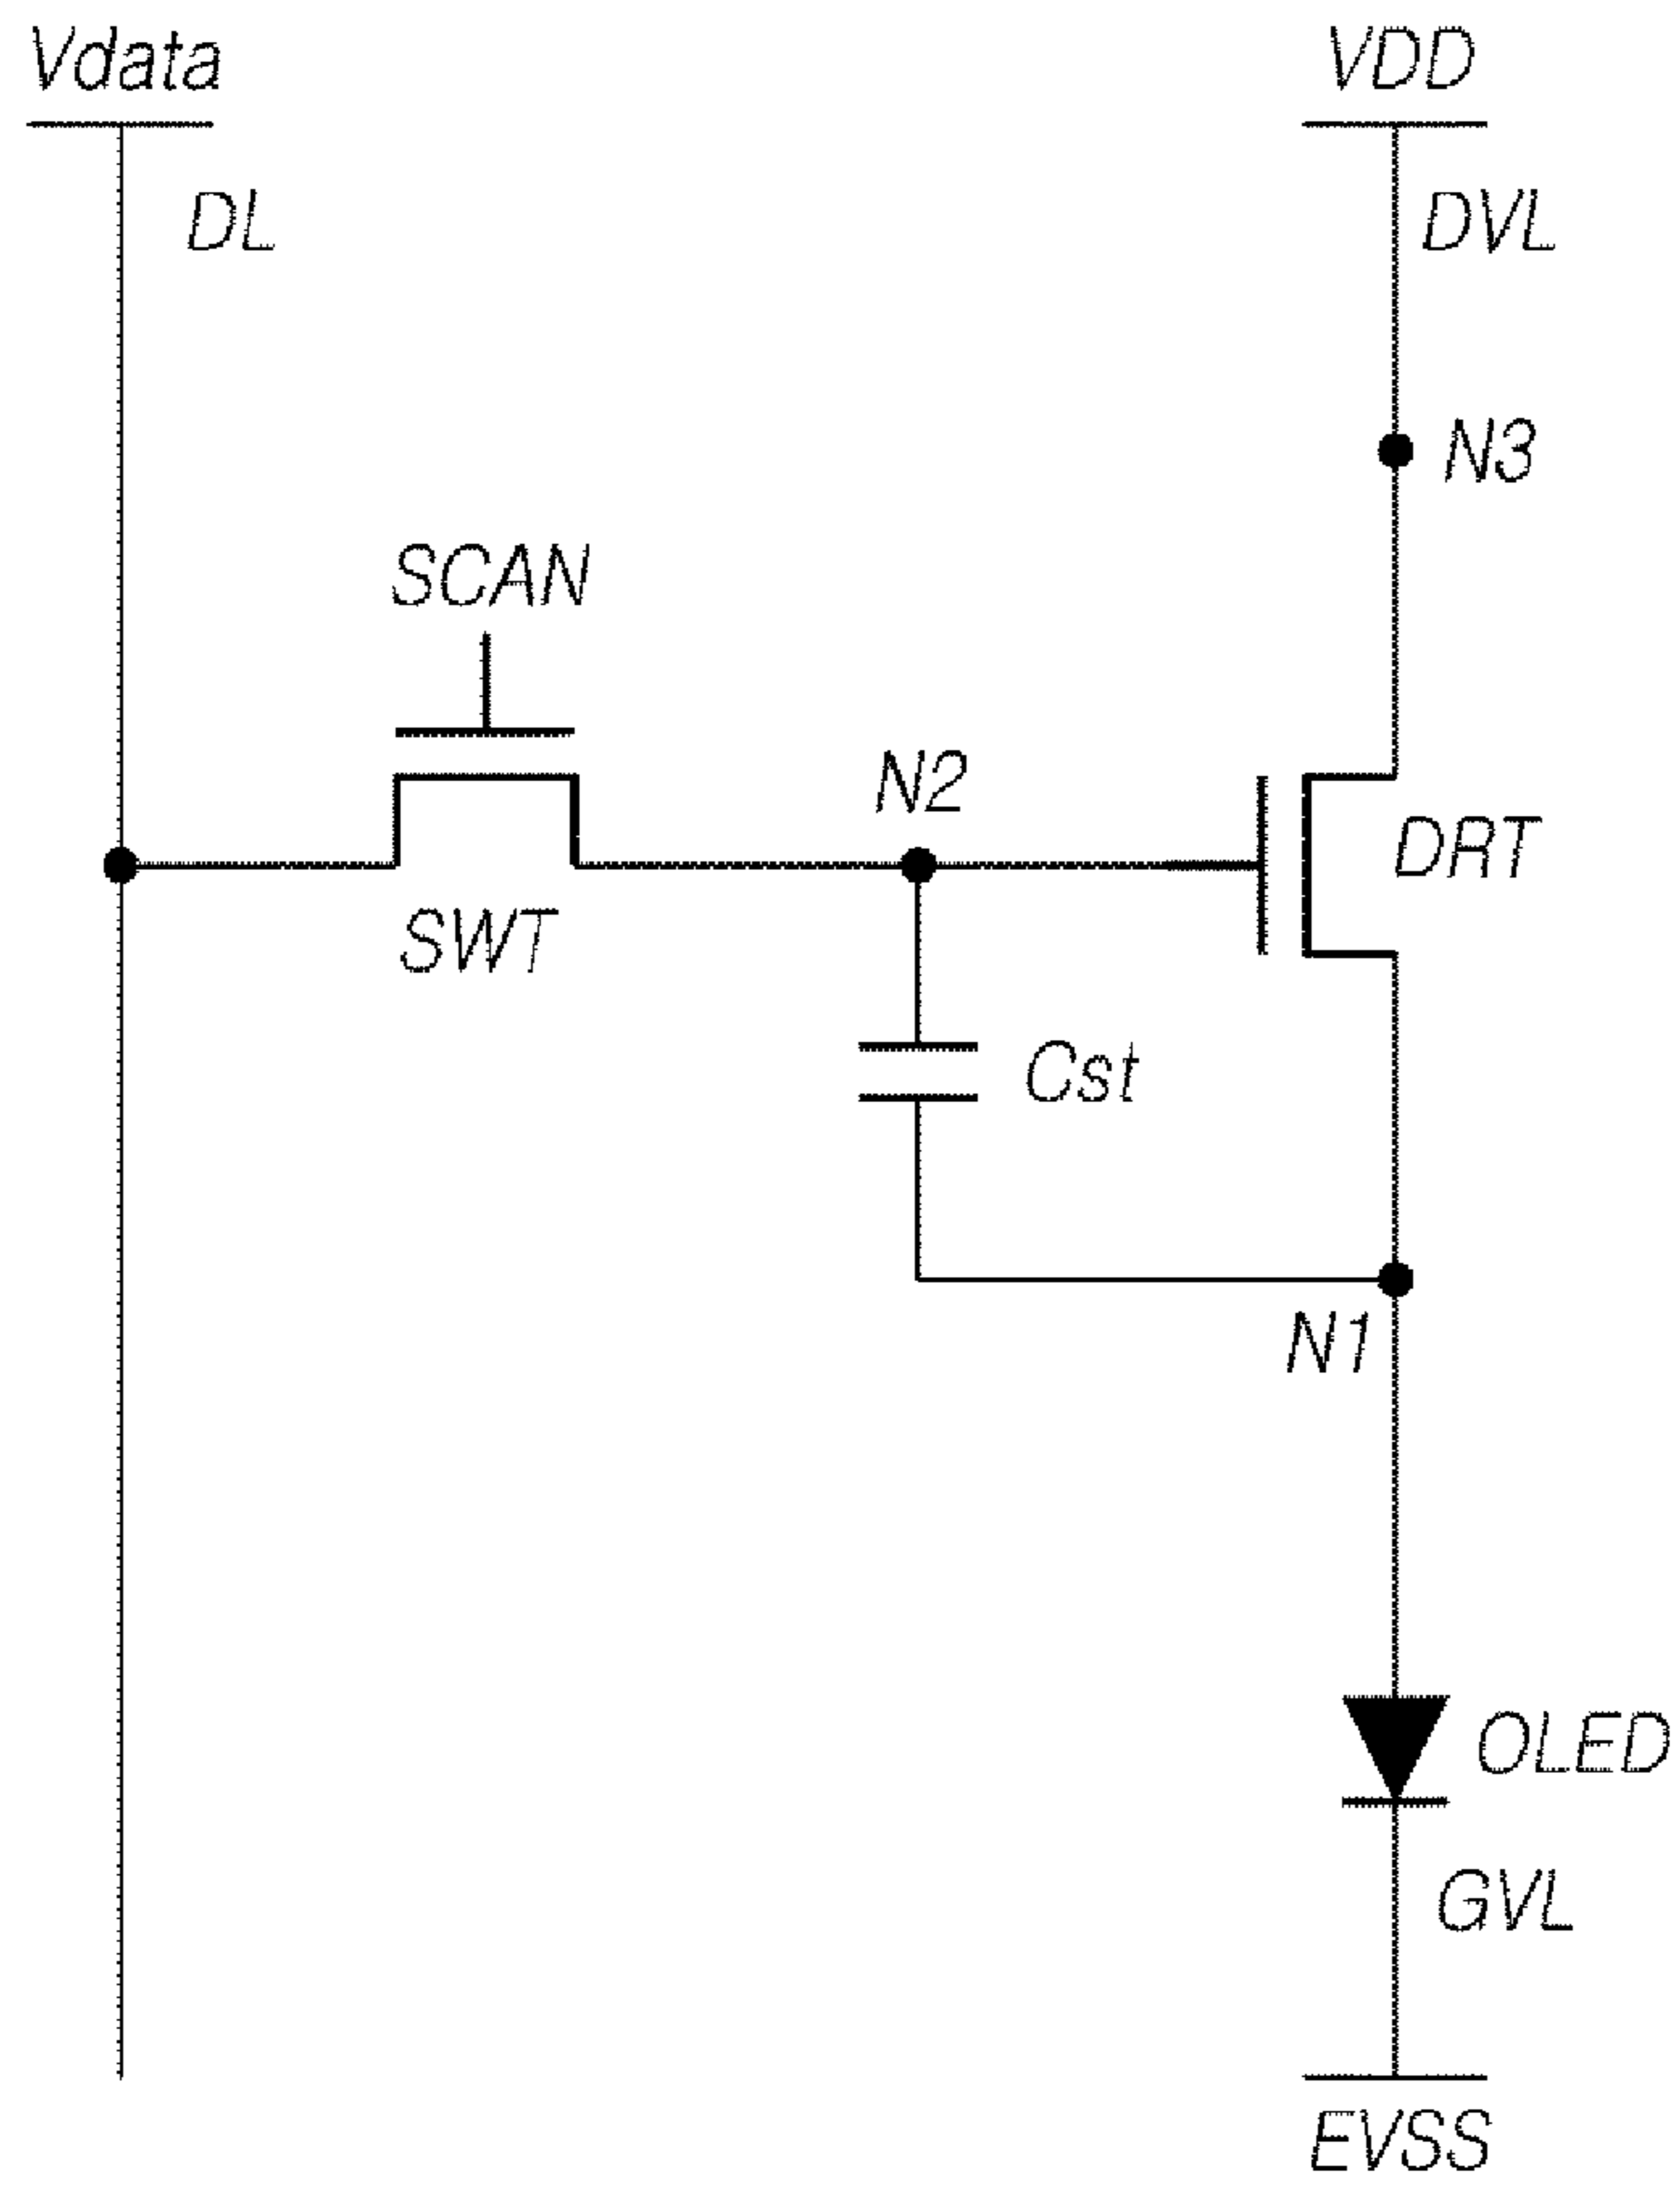 Vdata
VDD
DL
DVL
N3
SCAN
N2
DRT
SWT
Cst
N1
OLED
GVL
EVSS